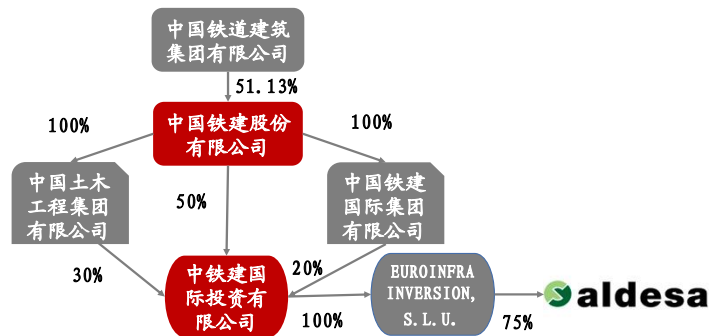 中国铁道建筑
集团有限公司
51.13%
中国铁建股份
有限公司
100%
100%
中国土木
工程集团
有限公司
50%
中国铁建
国际集团
有限公司
30%
中铁建国
际投资有
限公司
20%
100%
EUROINFRA
INVERSION,
S.L.U.
75%
aldesa